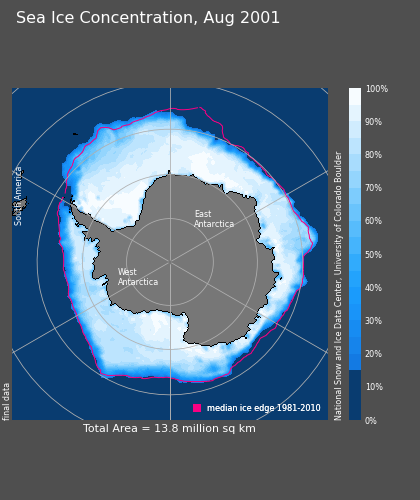 Sea Ice Concentration, Aug 2001
South America
East
Antarctica
West
Antarctica
final data
median ice edge 1981-2010
Total Area = 13.8 million sq km
National Snow and Ice Data Center, University of Colorado Boulder
100%
90%
80%
70%
60%
50%
40%
30%
20%
10%
0%